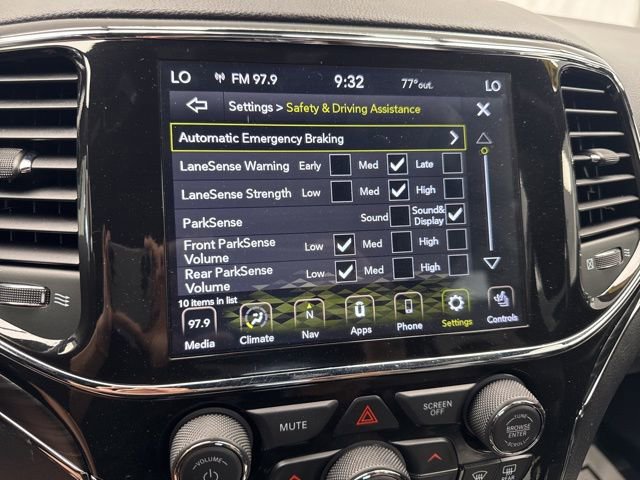 LO FM 97.9 9:32 77°out. LO
Settings > Safety & Driving Assistance
Automatic Emergency Braking
LaneSense Warning Early Med Late
LaneSense Strength Low Med High
ParkSense Sound Sound& Display
Front ParkSense Volume Low Med High
Rear ParkSense Volume Low Med High
10 items in list
97.9 N U
Media Climate Nav Apps Phone Settings Controls
MUTE
SCREEN OFF
VOLUME
TUNE
BROWSE
ENTER
SCROLL
REAR